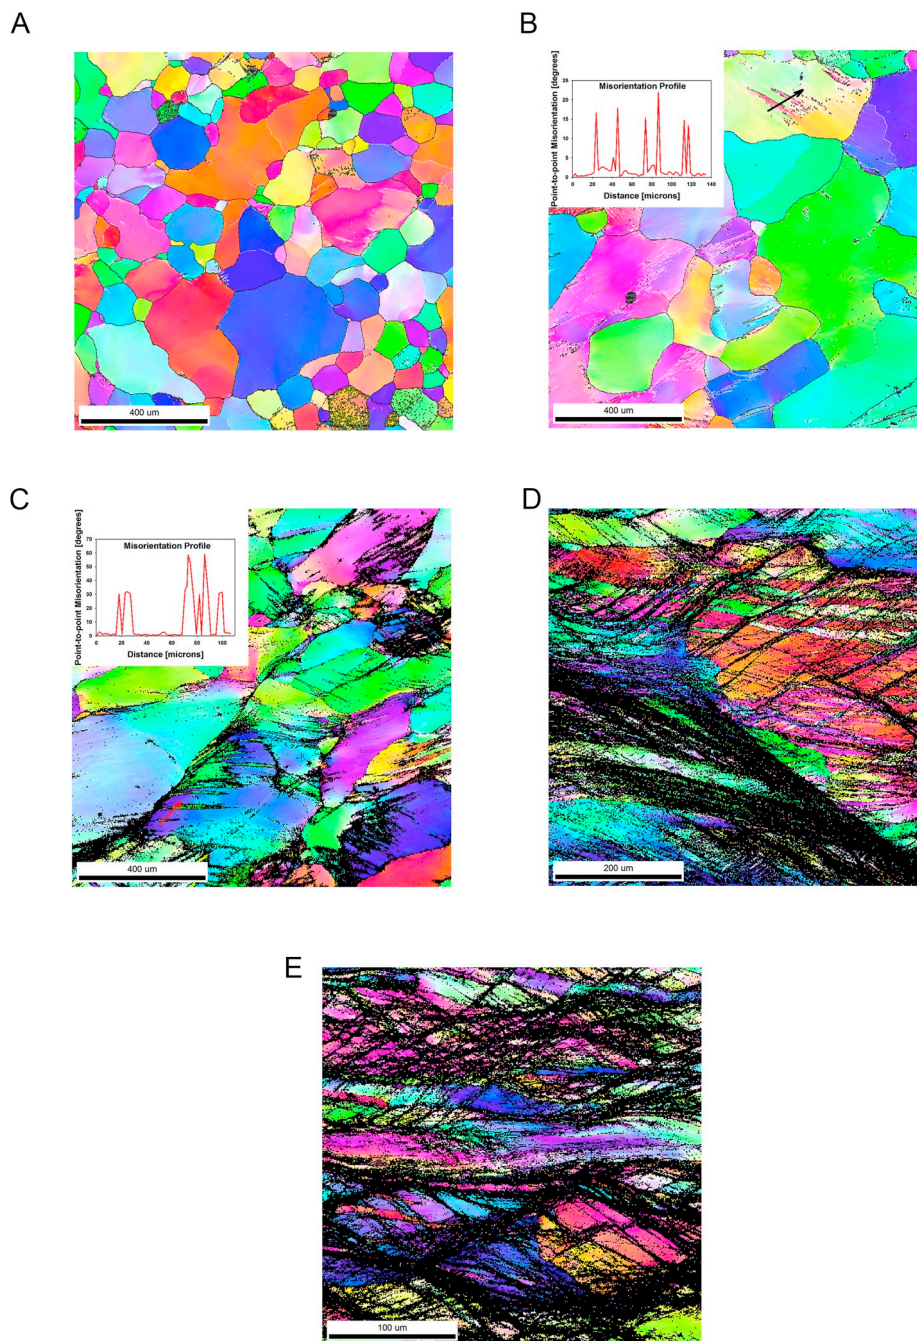 A
B
Misorientation Profile
Point-to-point Misorientation [degrees]
25
20
15
10
5
0
0 20 40 60 80 100 120 140
Distance [microns]
400 um
400 um
C
D
Misorientation Profile
Point-to-point Misorientation [degrees]
70
60
50
40
30
20
10
0
0 20 40 60 80 100
Distance [microns]
400 um
200 um
E
100 um